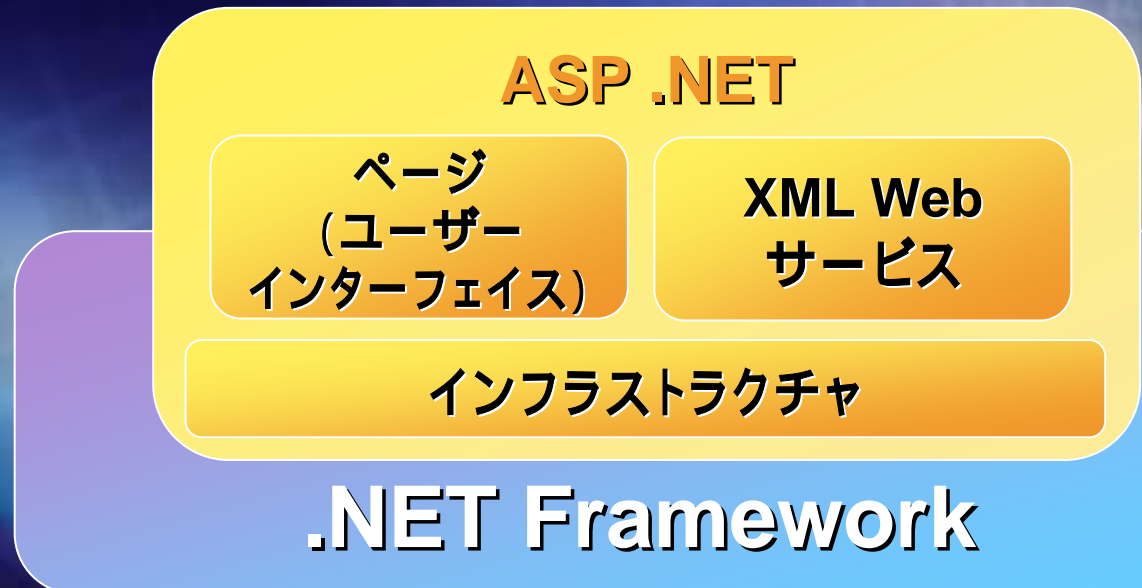 ASP .NET
ページ
(ユーザー
インターフェイス)
XML Web
サービス
インフラストラクチャ
.NET Framework